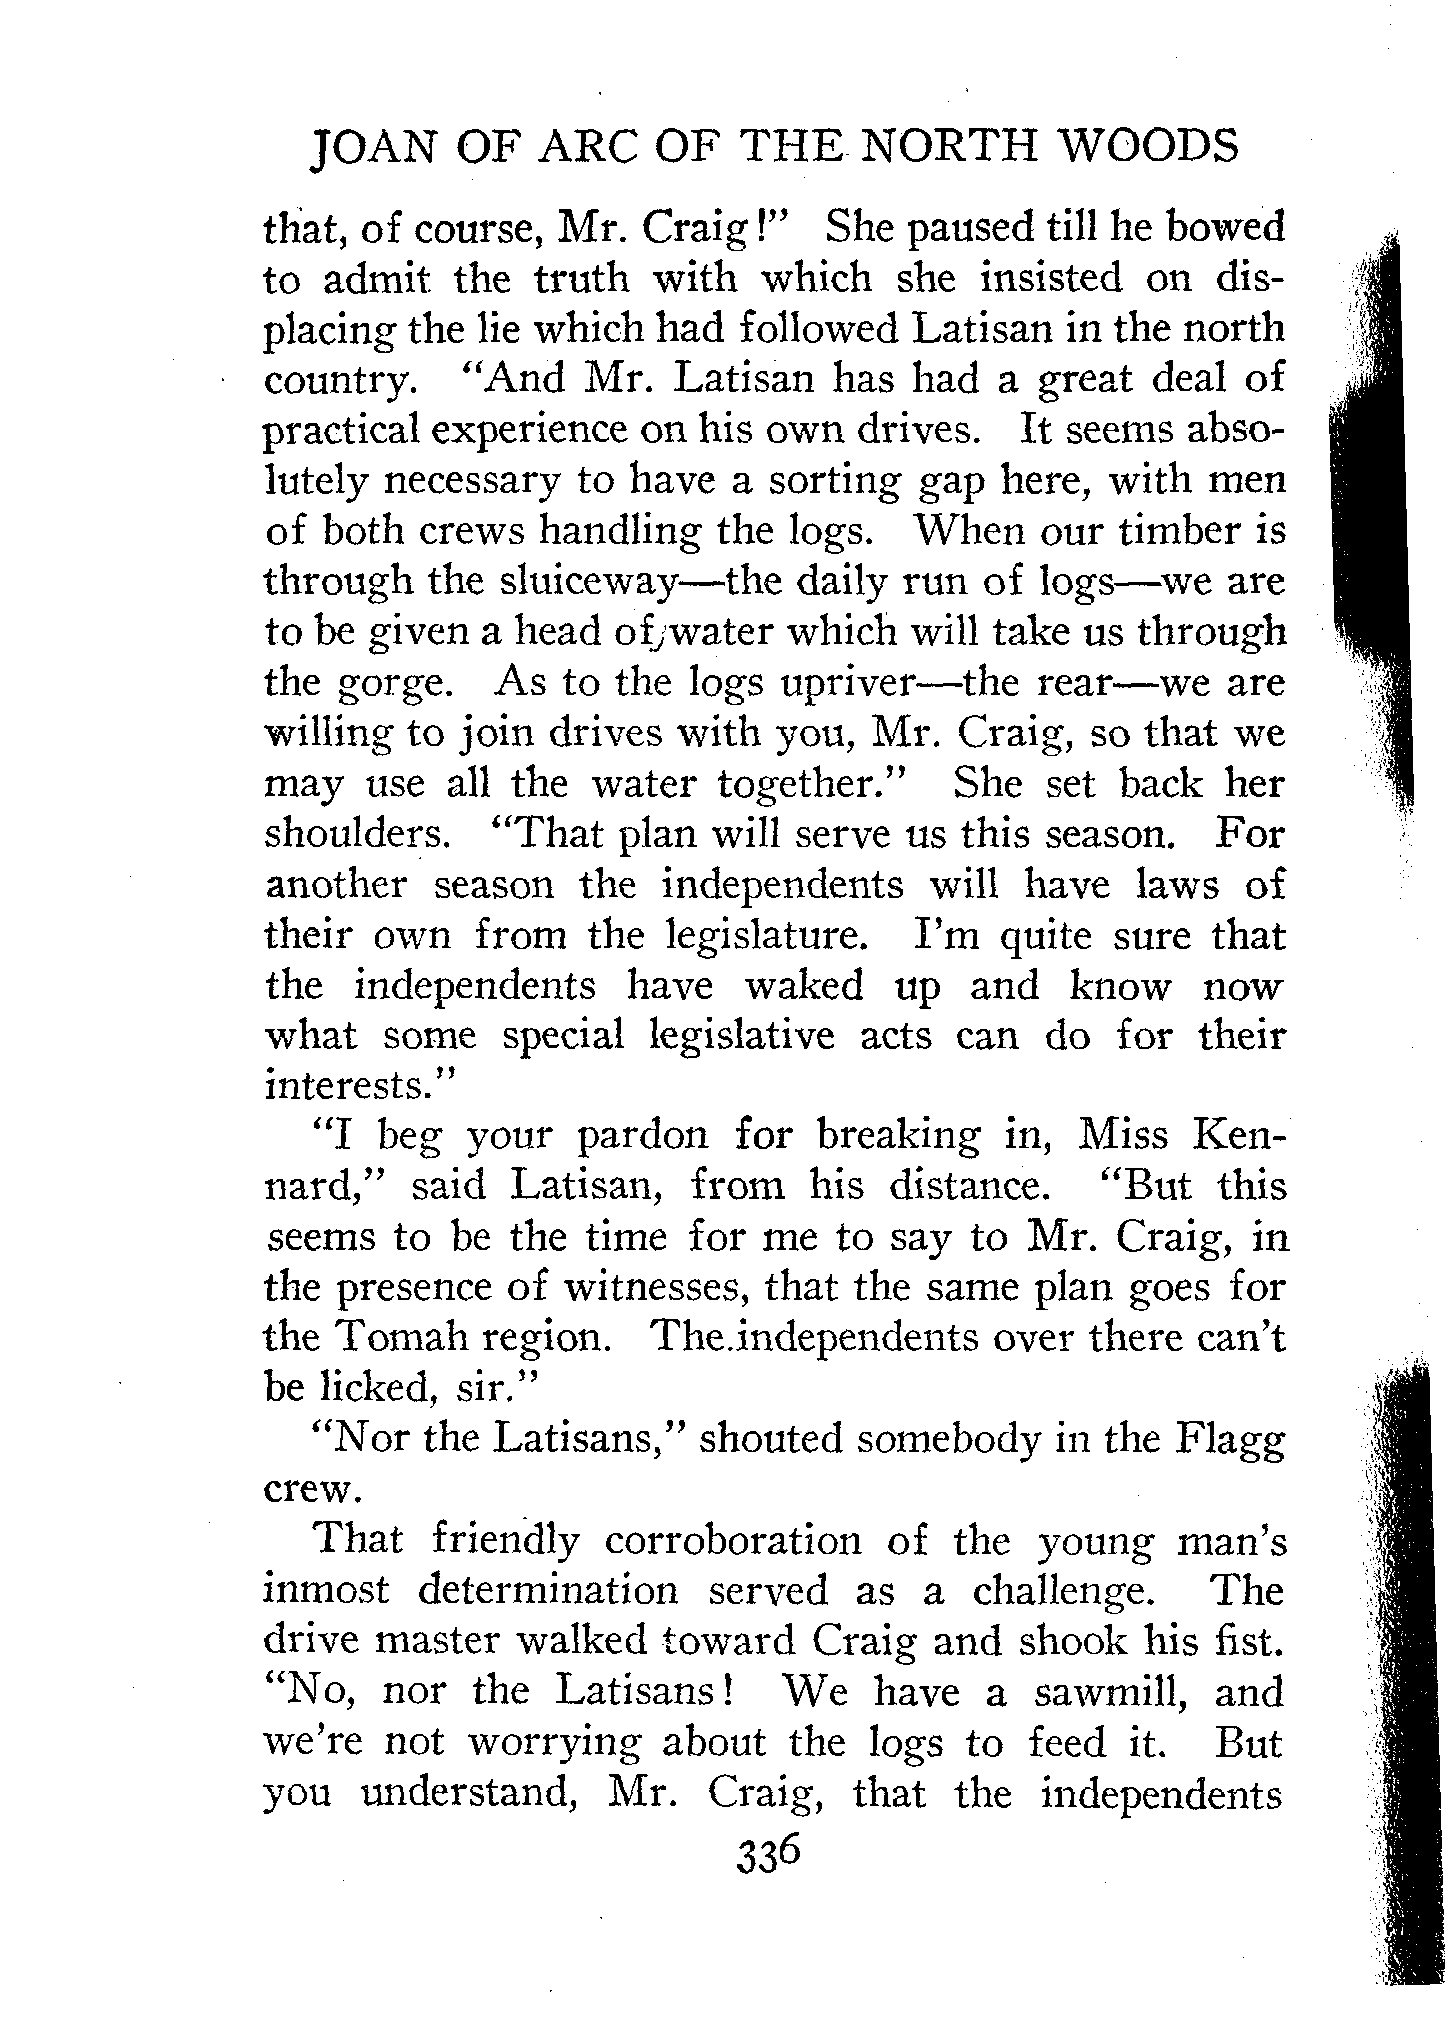 JOAN OF ARC OF THE NORTH WOODS
that, of course, Mr. Craig!” She paused till he bowed
to admit the truth with which she insisted on dis-
placing the lie which had followed Latisan in the north
country. “And Mr. Latisan has had a great deal of
practical experience on his own drives. It seems abso-
lutely necessary to have a sorting gap here, with men
of both crews handling the logs. When our timber is
through the sluiceway—the daily run of logs—we are
to be given a head of water which will take us through
the gorge. As to the logs upriver—the rear—we are
willing to join drives with you, Mr. Craig, so that we
may use all the water together.” She set back her
shoulders. “That plan will serve us this season. For
another season the independents will have laws of
their own from the legislature. I’m quite sure that
the independents have waked up and know now
what some special legislative acts can do for their
interests.”
“I beg your pardon for breaking in, Miss Ken-
nard,” said Latisan, from his distance. “But this
seems to be the time for me to say to Mr. Craig, in
the presence of witnesses, that the same plan goes for
the Tomah region. The independents over there can’t
be licked, sir.”
“Nor the Latisans,” shouted somebody in the Flagg
crew.
That friendly corroboration of the young man’s
inmost determination served as a challenge. The
drive master walked toward Craig and shook his fist.
“No, nor the Latisans! We have a sawmill, and
we’re not worrying about the logs to feed it. But
you understand, Mr. Craig, that the independents
336